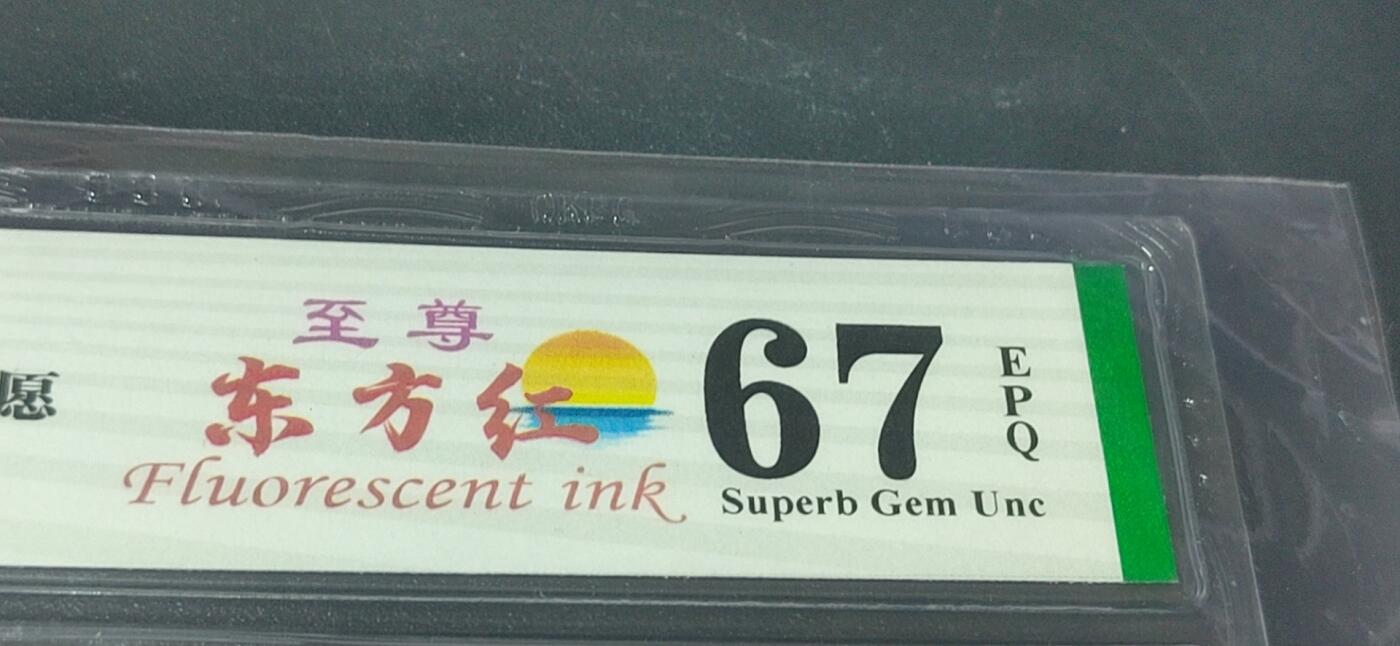 愿
至尊
东方红
Fluorescent ink
67
EPQ
Superb Gem Unc